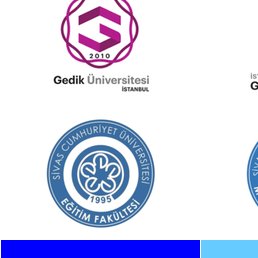 2010
Gedik Üniversitesi
İSTANBUL
İS
G
SİVAS CUMHURİYET ÜNİVERSİTESİ
1995
EĞİTİM FAKÜLTESİ